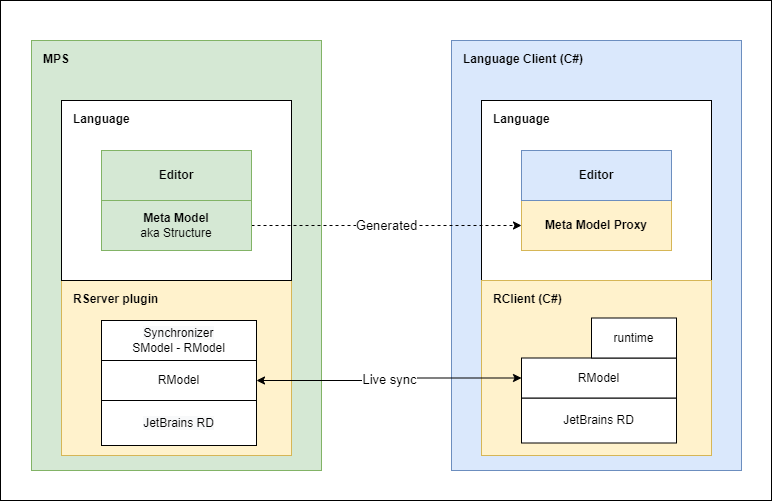 MPS
Language
Editor
Meta Model
aka Structure
RServer plugin
Synchronizer
SModel - RModel
RModel
JetBrains RD
Generated
Live sync
Language Client (C#)
Language
Editor
Meta Model Proxy
RClient (C#)
runtime
RModel
JetBrains RD